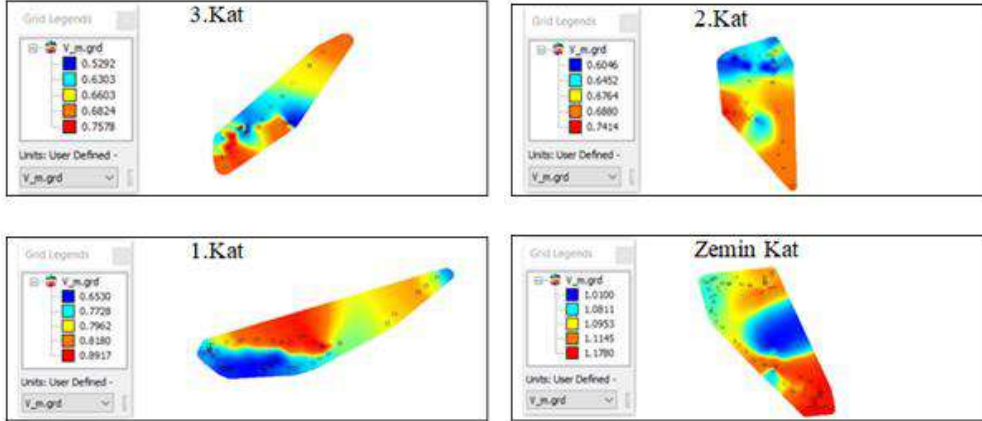 3.Kat
Grid Legends
V_m.grd
0.5292
0.6303
0.6603
0.6824
0.7578
Units: User Defined -
V_m.grd
2.Kat
Grid Legends
V_m.grd
0.6046
0.6452
0.6764
0.6880
0.7414
Units: User Defined -
V_m.grd
1.Kat
Grid Legends
V_m.grd
0.6530
0.7728
0.7962
0.8180
0.8917
Units: User Defined -
V_m.grd
Zemin Kat
Grid Legends
V_m.grd
1.0100
1.0811
1.0953
1.1145
1.1780
Units: User Defined -
V_m.grd